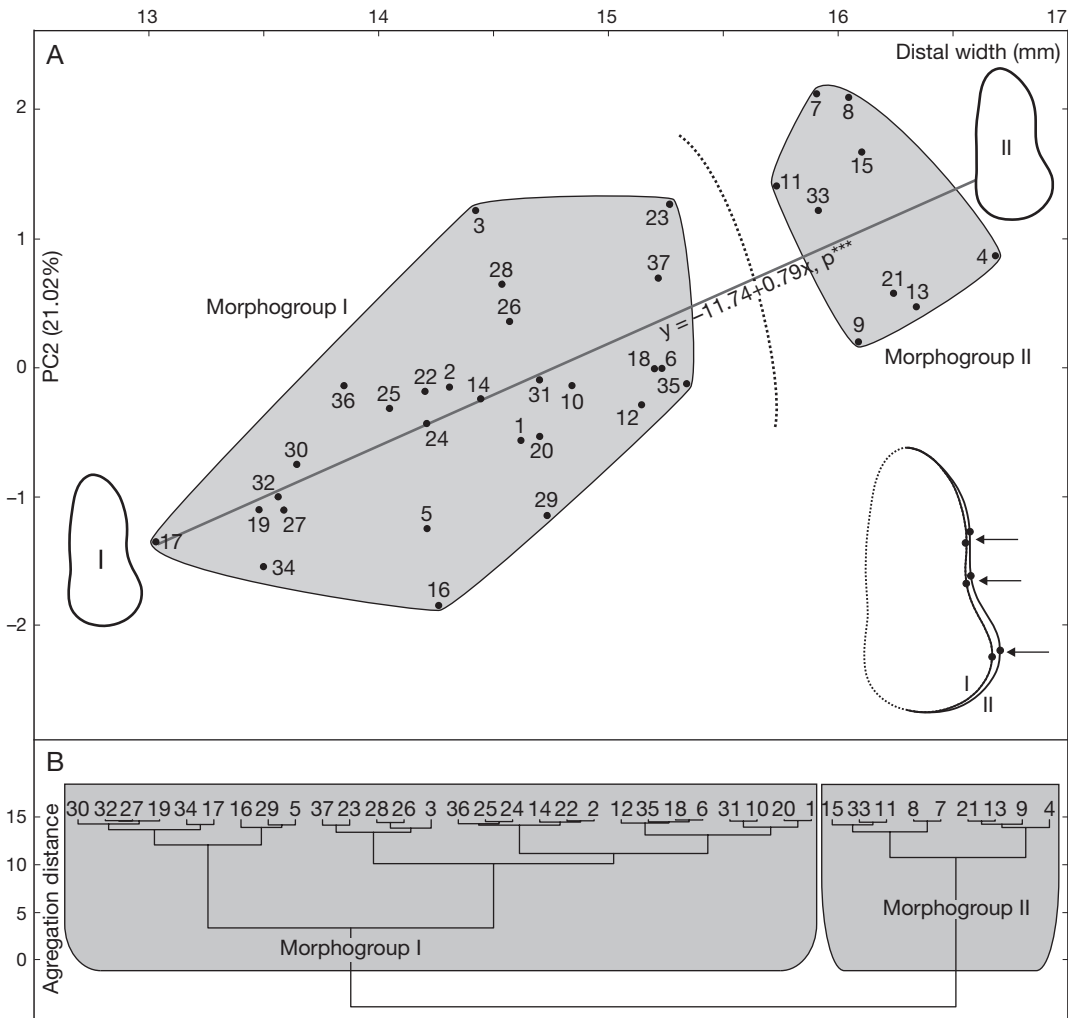 13 14 15 16 17
A
Distal width (mm)
PC2 (21.02%)
2
1
0
–1
–2
7
8
II
15
11
33
3
23
4
28
37
21
26
13
Morphogroup I
y = –11.74+0.79x, p***
9
Morphogroup II
18 6
22 2
14
35
25
31
36
10
12
24
1
20
30
32
29
19 27
5
17
I
34
16
I
II
B
Agregation distance
15
10
5
0
30 32 27 19 34 17 16 29 5 37 23 28 26 3 36 25 24 14 22 2 12 35 18 6 31 10 20 1 15 33 11 8 7 21 13 9 4
Morphogroup II
Morphogroup I